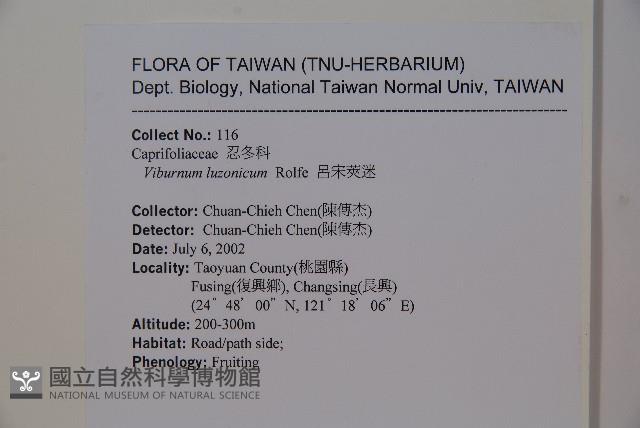 FLORA OF TAIWAN (TNU-HERBARIUM)
Dept. Biology, National Taiwan Normal Univ, TAIWAN
Collect No.: 116
Caprifoliaceae 忍冬科
Viburnum luzonicum Rolfe 呂宋莢迷
Collector: Chuan-Chieh Chen(陳傳杰)
Detector: Chuan-Chieh Chen(陳傳杰)
Date: July 6, 2002
Locality: Taoyuan County(桃園縣)
Fusing(復興鄉), Changsing(長興)
(24° 48' 00" N, 121° 18' 06" E)
Altitude: 200-300m
Habitat: Road/path side;
Phenology: Fruiting
國立自然科學博物館
NATIONAL MUSEUM OF NATURAL SCIENCE